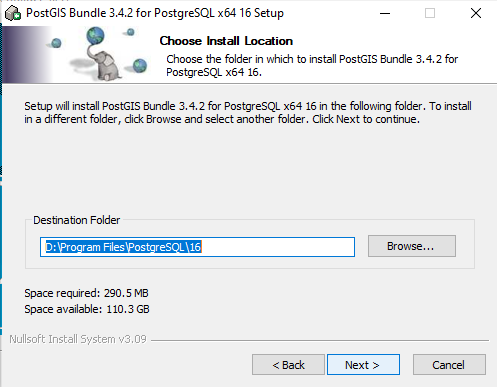 PostGIS Bundle 3.4.2 for PostgreSQL x64 16 Setup
Choose Install Location
Choose the folder in which to install PostGIS Bundle 3.4.2 for
PostgreSQL x64 16.
Setup will install PostGIS Bundle 3.4.2 for PostgreSQL x64 16 in the following folder. To install
in a different folder, click Browse and select another folder. Click Next to continue.
Destination Folder
D:\Program Files\PostgreSQL\16
Browse...
Space required: 290.5 MB
Space available: 110.3 GB
Nullsoft Install System v3.09
< Back
Next >
Cancel